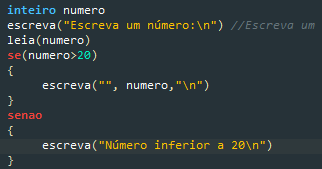 inteiro numero
escreva("Escreva um número:\n") //Escreva um
leia(numero)
se(numero>20)
{
escreva("", numero,"\n")
}
senao
{
escreva("Número inferior a 20\n")
}